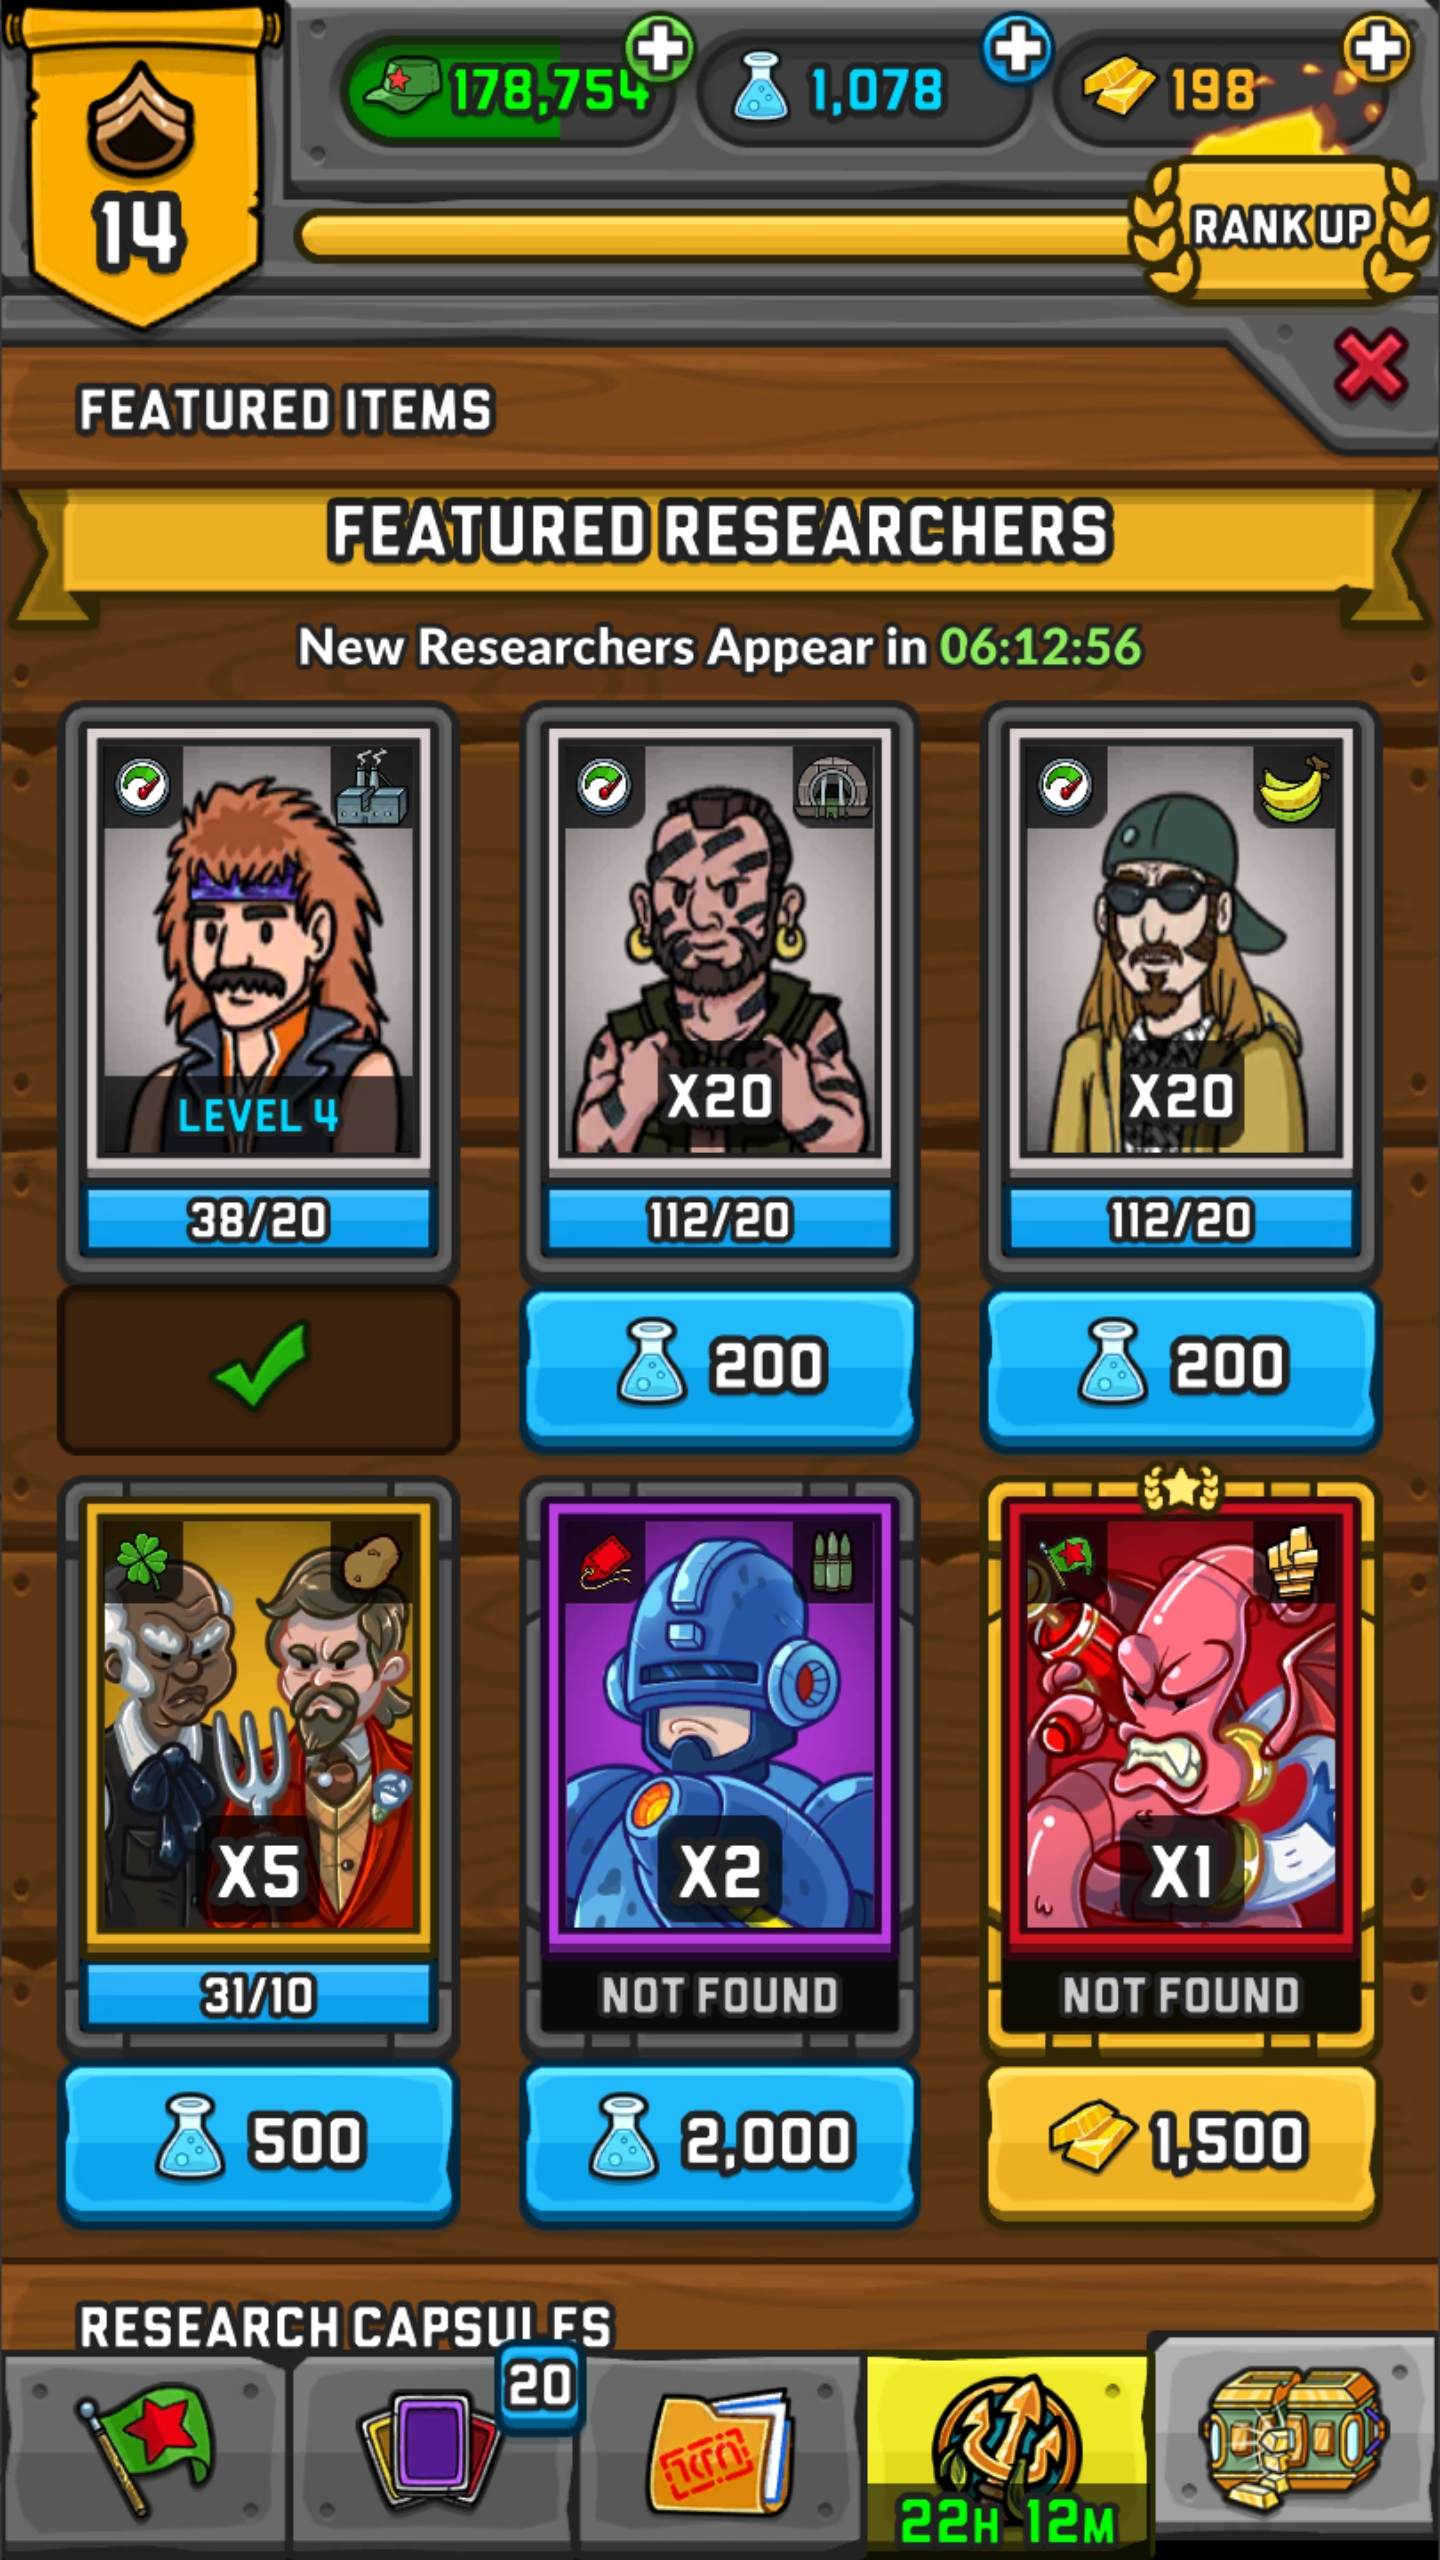 178,754
1,078
198
14
RANK UP
FEATURED ITEMS
FEATURED RESEARCHERS
New Researchers Appear in 06:12:56
LEVEL 4
X20
X20
38/20
112/20
112/20
200
200
X5
X2
X1
31/10
NOT FOUND
NOT FOUND
500
2,000
1,500
RESEARCH CAPSULES
20
22H 12M